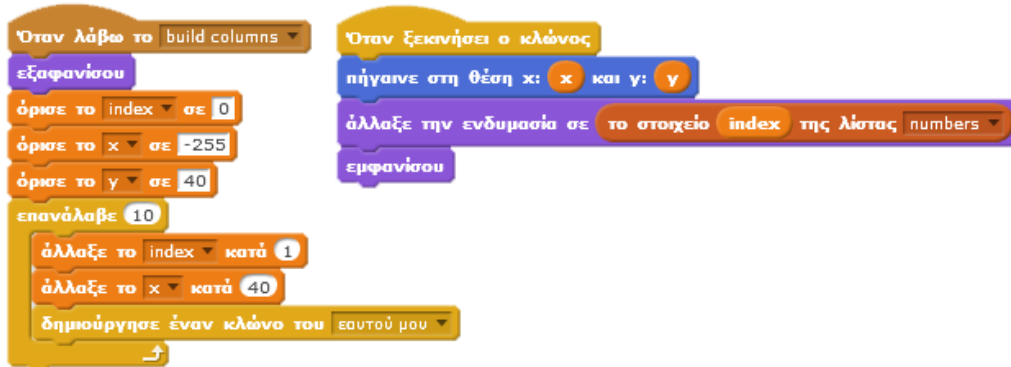 Όταν λάβω το build columns
εξαφανίσου
όρισε το index σε 0
όρισε το x σε -255
όρισε το y σε 40
επανάλαβε 10
άλλαξε το index κατά 1
άλλαξε το x κατά 40
δημιούργησε έναν κλώνο του εαυτού μου
Όταν ξεκινήσει ο κλώνος
πήγαινε στη θέση x: x και y: y
άλλαξε την ενδυμασία σε το στοιχείο index της λίστας numbers
εμφανίσου